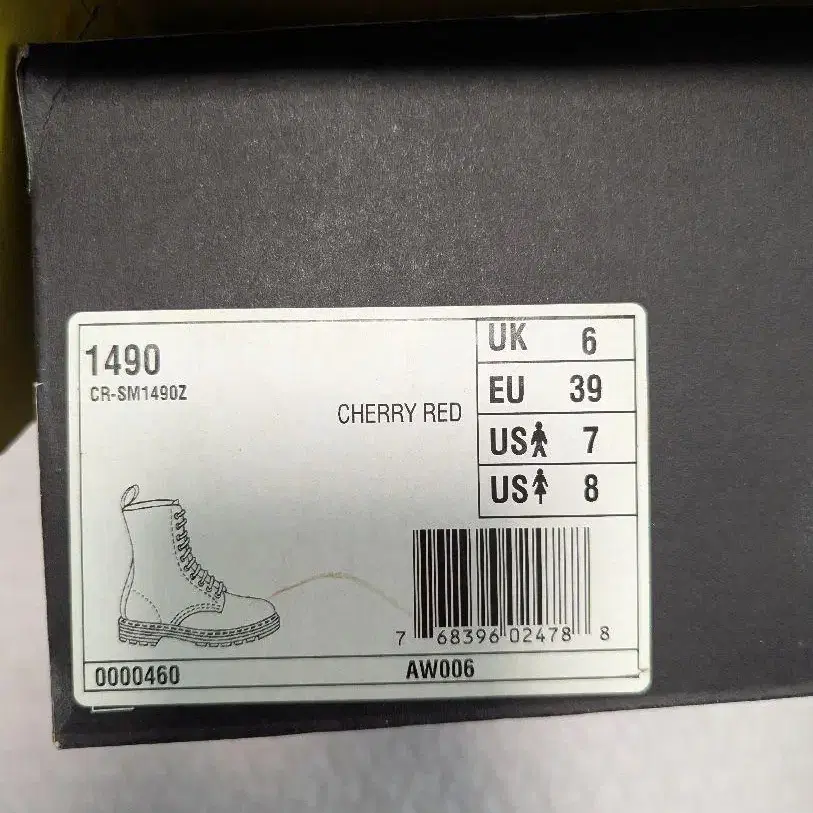 1490
CR-SM1490Z
CHERRY RED
UK 6
EU 39
US 7
US 8
7 68396 02478 8
0000460 AW006